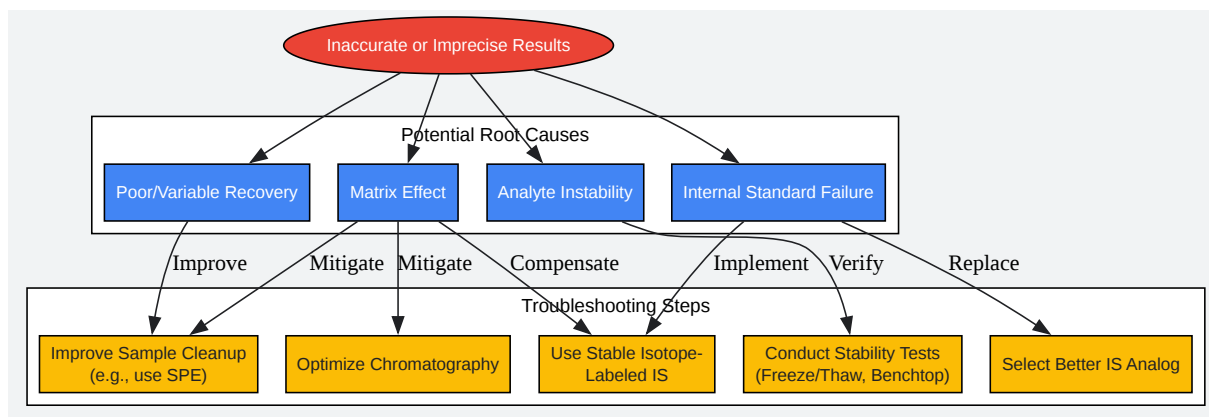 Inaccurate or Imprecise Results
Potential Root Causes
Poor/Variable Recovery
Matrix Effect
Analyte Instability
Internal Standard Failure
Improve
Mitigate
Mitigate
Compensate
Implement
Verify
Replace
Troubleshooting Steps
Improve Sample Cleanup
(e.g., use SPE)
Optimize Chromatography
Use Stable Isotope-
Labeled IS
Conduct Stability Tests
(Freeze/Thaw, Benchtop)
Select Better IS Analog